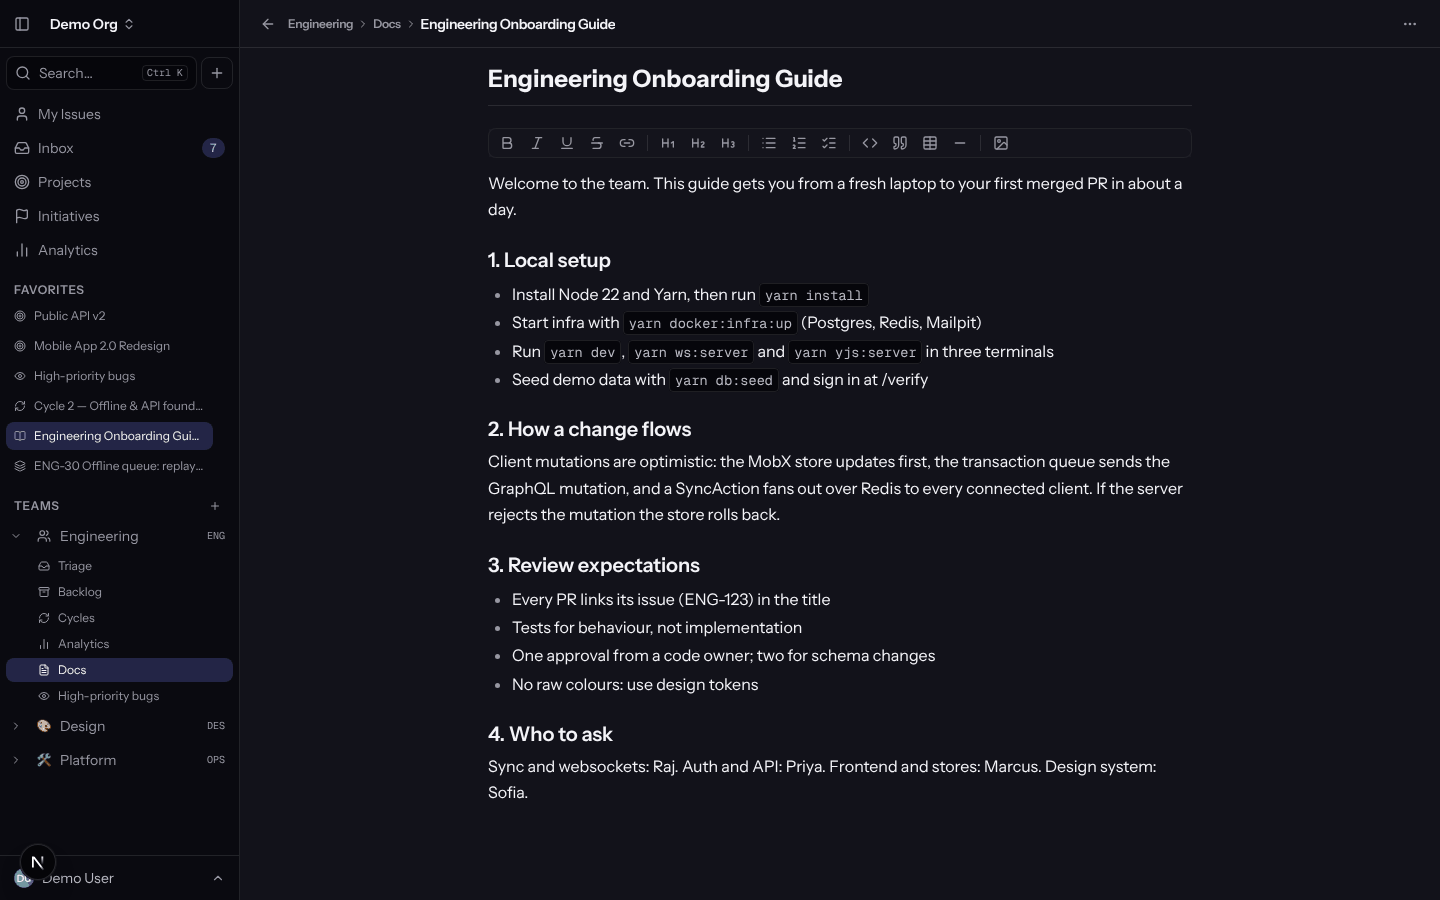 Demo Org
Search...
Ctrl K
My Issues
Inbox
7
Projects
Initiatives
Analytics
FAVORITES
Public API v2
Mobile App 2.0 Redesign
High-priority bugs
Cycle 2 — Offline & API found...
Engineering Onboarding Gui...
ENG-30 Offline queue: replay...
TEAMS
Engineering
ENG
Triage
Backlog
Cycles
Analytics
Docs
High-priority bugs
Design
DES
Platform
OPS
N
Demo User
Engineering > Docs > Engineering Onboarding Guide
Engineering Onboarding Guide
B I U S H1 H2 H3
Welcome to the team. This guide gets you from a fresh laptop to your first merged PR in about a
day.
1. Local setup
• Install Node 22 and Yarn, then run yarn install
• Start infra with yarn docker:infra:up (Postgres, Redis, Mailpit)
• Run yarn dev, yarn ws:server and yarn yjs:server in three terminals
• Seed demo data with yarn db:seed and sign in at /verify
2. How a change flows
Client mutations are optimistic: the MobX store updates first, the transaction queue sends the
GraphQL mutation, and a SyncAction fans out over Redis to every connected client. If the server
rejects the mutation the store rolls back.
3. Review expectations
• Every PR links its issue (ENG-123) in the title
• Tests for behaviour, not implementation
• One approval from a code owner; two for schema changes
• No raw colours: use design tokens
4. Who to ask
Sync and websockets: Raj. Auth and API: Priya. Frontend and stores: Marcus. Design system:
Sofia.